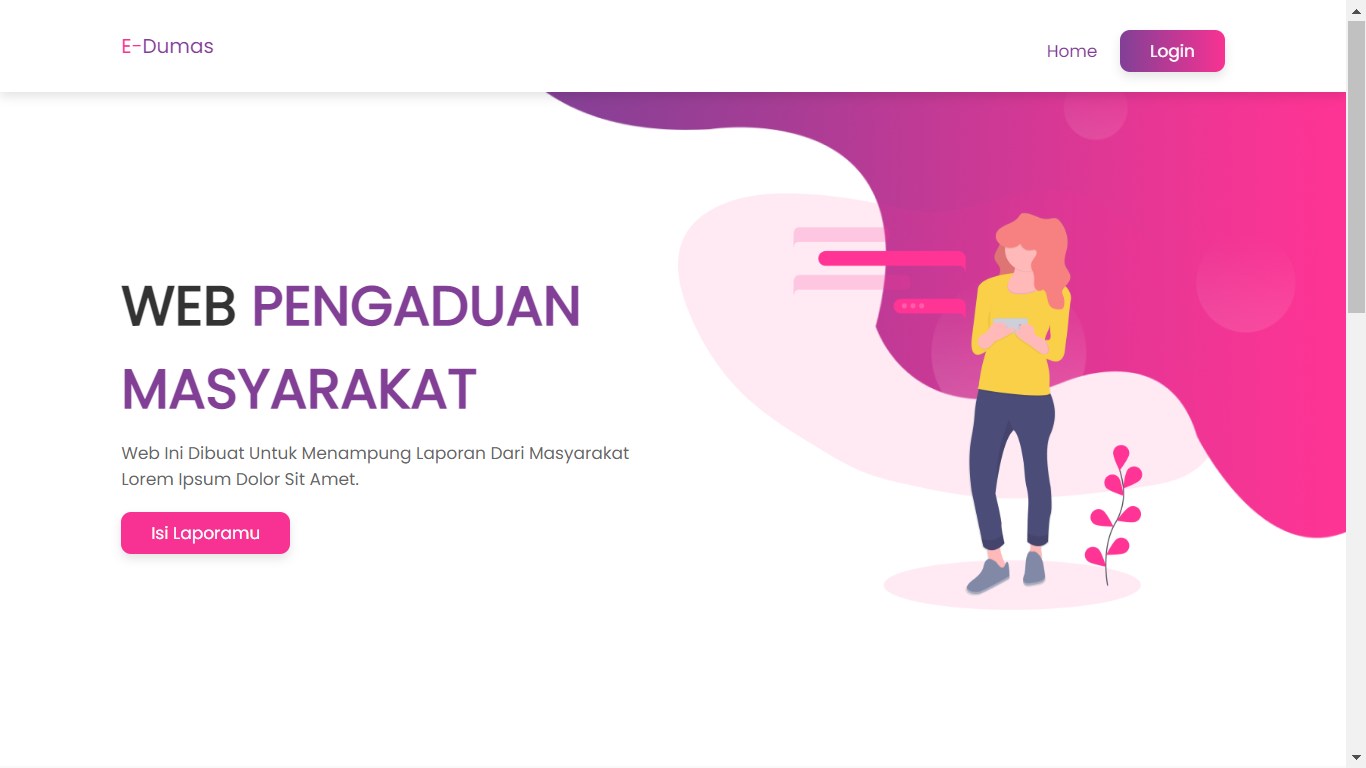 E-Dumas
Home
Login
WEB PENGADUAN
MASYARAKAT
Web Ini Dibuat Untuk Menampung Laporan Dari Masyarakat
Lorem Ipsum Dolor Sit Amet.
Isi Laporamu